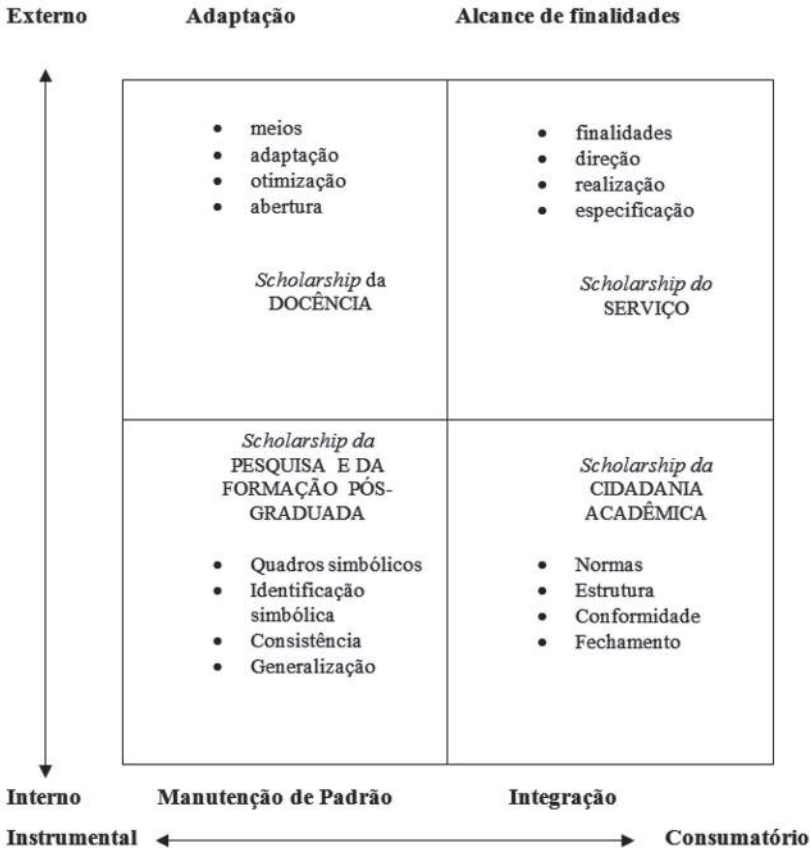 Externo Adaptação Alcance de finalidades
• meios
• adaptação
• otimização
• abertura
Scholarship da
DOCÊNCIA
• finalidades
• direção
• realização
• especificação
Scholarship do
SERVIÇO
Scholarship da
PESQUISA E DA
FORMAÇÃO PÓS-
GRADUADA
• Quadros simbólicos
• Identificação
simbólica
• Consistência
• Generalização
Scholarship da
CIDADANIA
ACADÊMICA
• Normas
• Estrutura
• Conformidade
• Fechamento
Interno Manutenção de Padrão Integração
Instrumental Consumatório